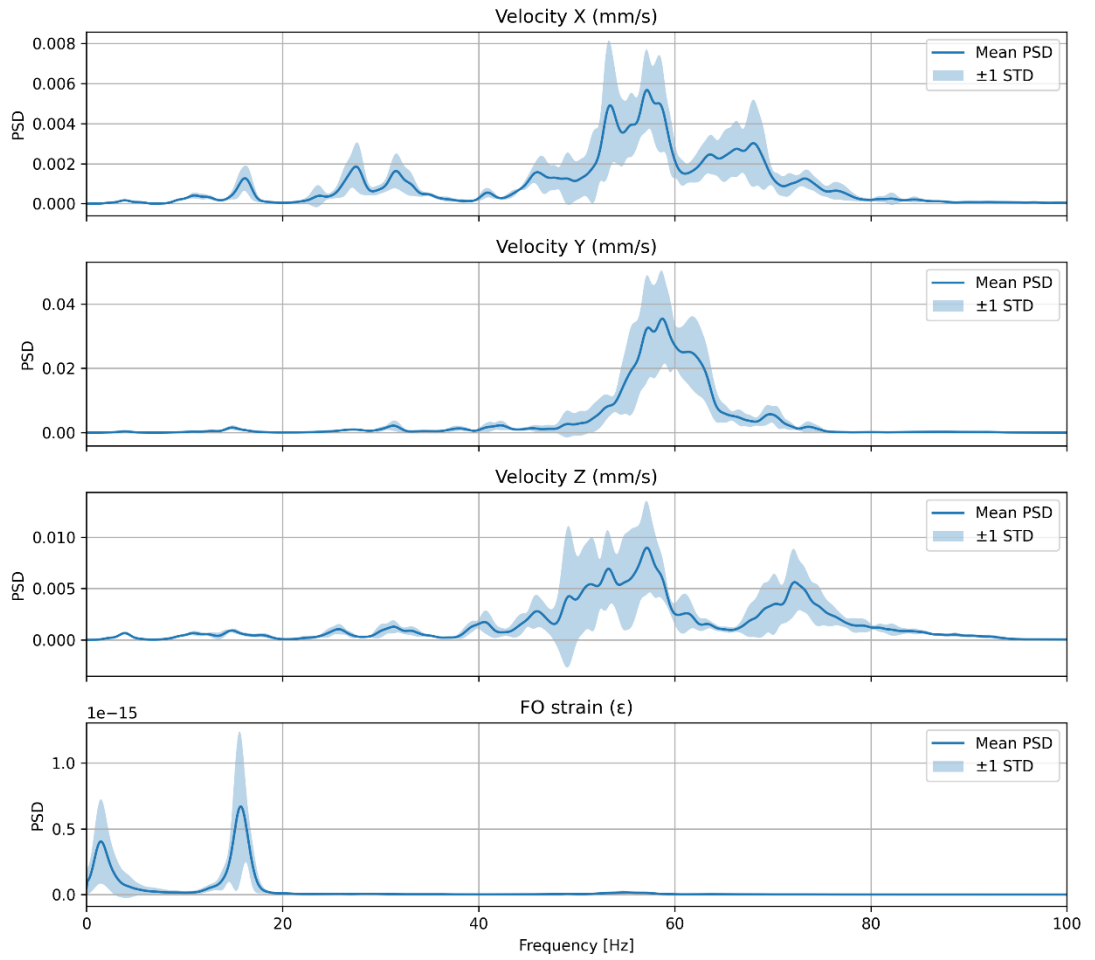 Velocity X (mm/s)
0.008
0.006
0.004
0.002
0.000
PSD
Mean PSD
±1 STD
Velocity Y (mm/s)
0.04
0.02
0.00
PSD
Mean PSD
±1 STD
Velocity Z (mm/s)
0.010
0.005
0.000
PSD
Mean PSD
±1 STD
FO strain (ε)
1e−15
1.0
0.5
0.0
PSD
Mean PSD
±1 STD
0 20 40 60 80 100
Frequency [Hz]